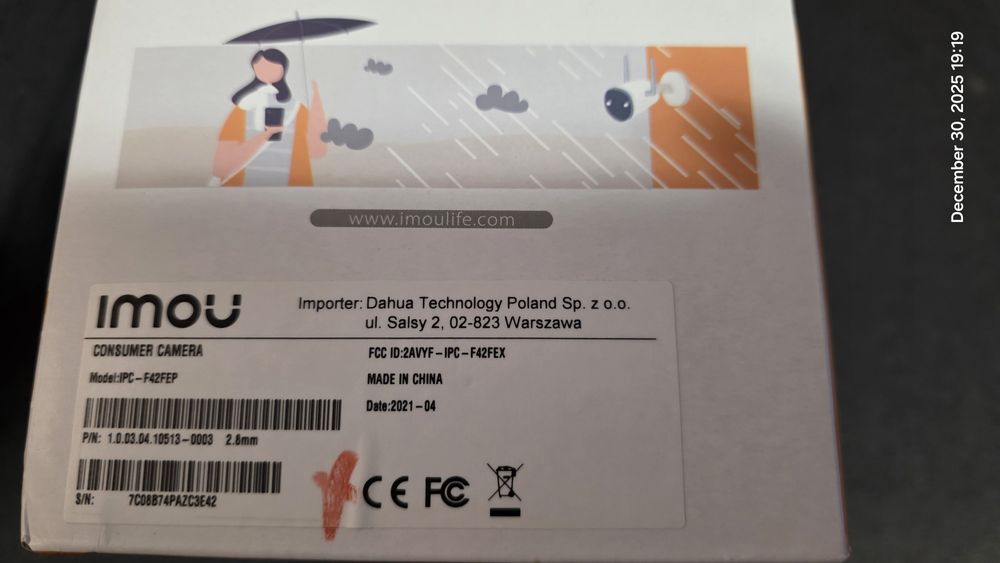 www.imoulife.com
imou
Importer: Dahua Technology Poland Sp. z o.o.
ul. Salsy 2, 02-823 Warszawa
CONSUMER CAMERA
FCC ID:2AVYF-IPC-F42FEX
Model:IPC-F42FEP
MADE IN CHINA
Date:2021-04
P/N: 1.0.03.04.10513-0003 2.8mm
S/N: 7C08B74PAZC3E42
CE FC
December 30, 2025 19:19